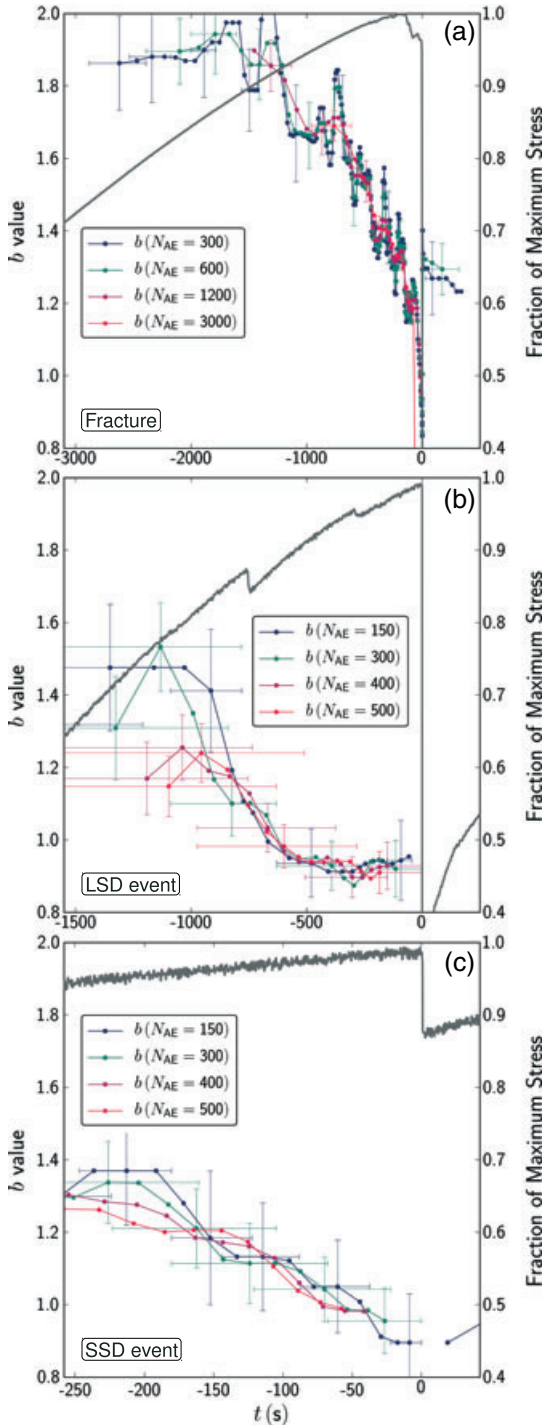 (a)
2.0
1.8
1.6
1.4
1.2
1.0
0.8
b value
1.0
0.9
0.8
0.7
0.6
0.5
0.4
Fraction of Maximum Stress
b (N_AE = 300)
b (N_AE = 600)
b (N_AE = 1200)
b (N_AE = 3000)
Fracture
-3000 -2000 -1000 0
(b)
2.0
1.8
1.6
1.4
1.2
1.0
0.8
b value
1.0
0.9
0.8
0.7
0.6
0.5
0.4
Fraction of Maximum Stress
b (N_AE = 150)
b (N_AE = 300)
b (N_AE = 400)
b (N_AE = 500)
LSD event
-1500 -1000 -500 0
(c)
2.0
1.8
1.6
1.4
1.2
1.0
0.8
b value
1.0
0.9
0.8
0.7
0.6
0.5
0.4
Fraction of Maximum Stress
b (N_AE = 150)
b (N_AE = 300)
b (N_AE = 400)
b (N_AE = 500)
SSD event
-250 -200 -150 -100 -50 0
t (s)